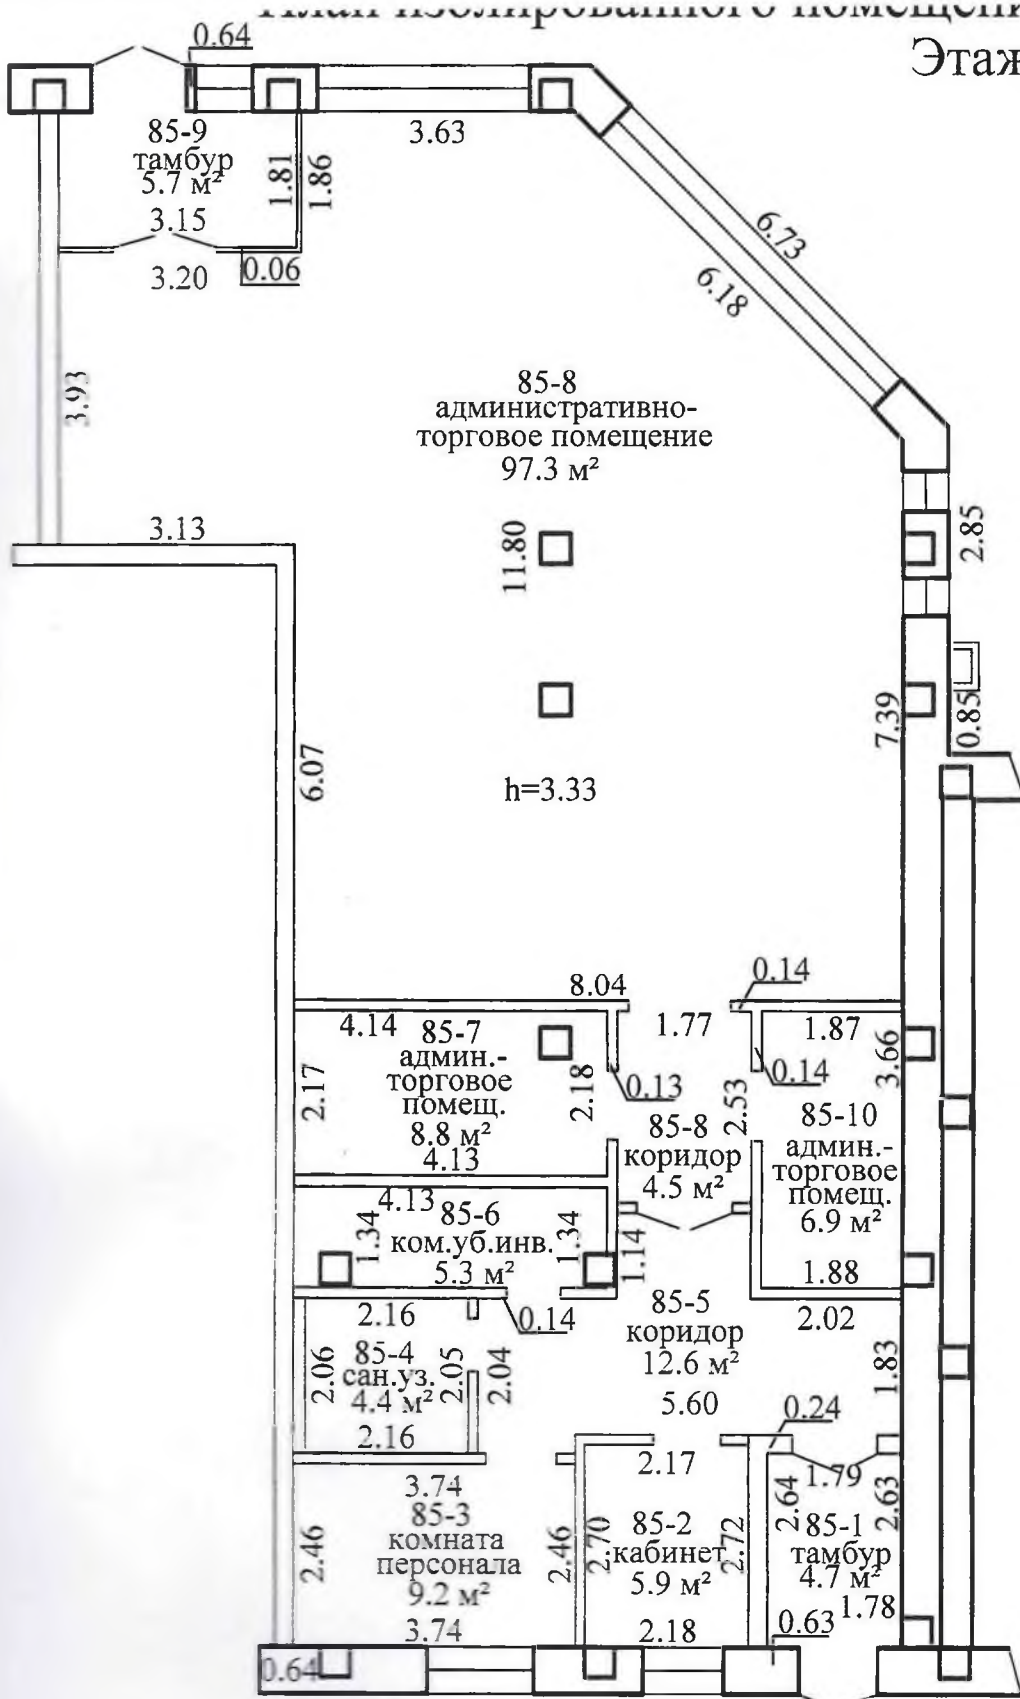 План изолированного помещени
Этаж
0.64
85-9
тамбур
5.7 м²
3.15
1.81
1.86
3.63
3.20
0.06
6.73
6.18
3.93
85-8
административно-
торговое помещение
97.3 м²
3.13
11.80
2.85
7.39
0.85
6.07
h=3.33
8.04
0.14
4.14
1.77
1.87
85-7
админ.-
торговое
помещ.
8.8 м²
2.17
2.18
0.13
2.53
0.14
3.66
4.13
85-8
коридор
4.5 м²
85-10
админ.-
торговое
помещ.
6.9 м²
4.13
85-6
ком.уб.инв.
5.3 м²
1.34
1.34
1.14
1.88
2.16
0.14
85-5
коридор
12.6 м²
2.02
2.06
85-4
сан.уз.
4.4 м²
2.05
2.04
1.83
5.60
2.16
0.24
3.74
2.17
1.79
85-3
комната
персонала
9.2 м²
2.46
2.46
2.70
85-2
кабинет
5.9 м²
2.72
2.64
85-1
тамбур
4.7 м²
2.63
3.74
2.18
0.63
1.78
0.64